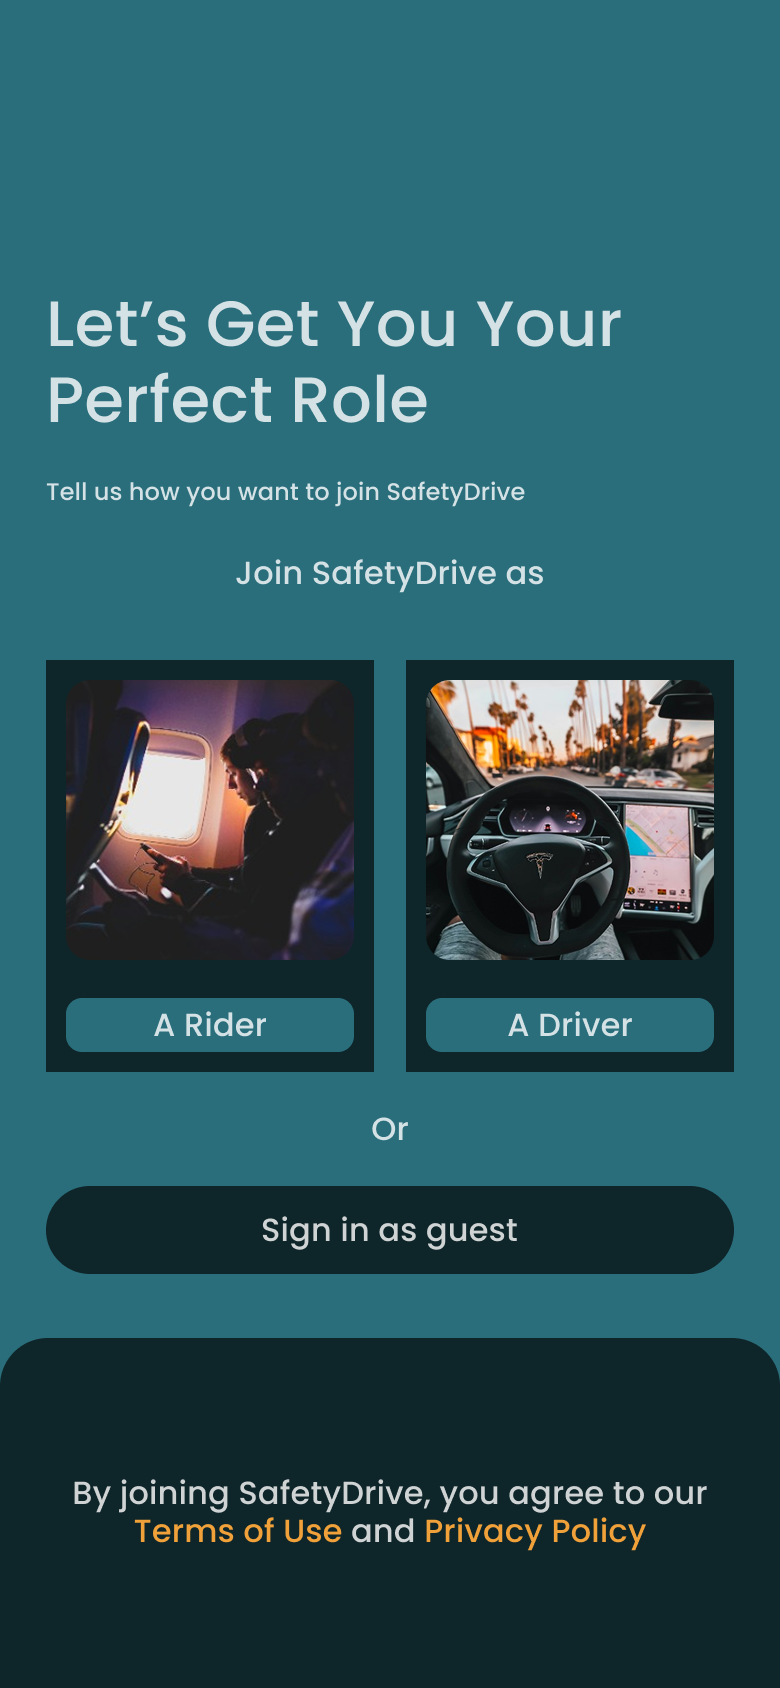 Let’s Get You Your
Perfect Role
Tell us how you want to join SafetyDrive
Join SafetyDrive as
A Rider
A Driver
Or
Sign in as guest
By joining SafetyDrive, you agree to our
Terms of Use and Privacy Policy